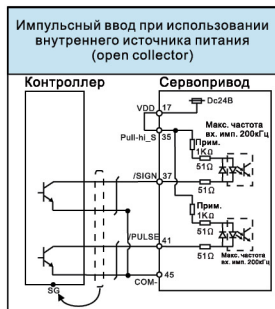 Импульсный ввод при использовании
внутреннего источника питания
(open collector)
Контроллер
Сервопривод
VDD
17
Dc24В
Pull-hi_S
35
Макс. частота
вх. имп. 200кГц
Прим.
1KΩ
51Ω
/SIGN
37
51Ω
Прим.
1KΩ
51Ω
/PULSE
41
51Ω
Макс. частота
вх. имп. 200кГц
45
COM-
SG